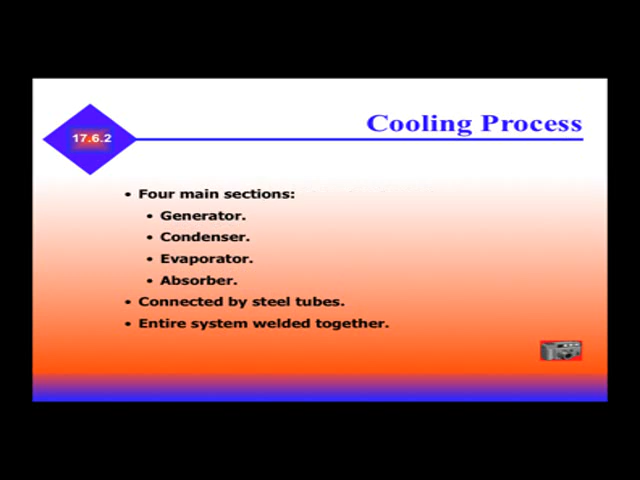 Cooling Process
17.6.2
• Four main sections:
• Generator.
• Condenser.
• Evaporator.
• Absorber.
• Connected by steel tubes.
• Entire system welded together.